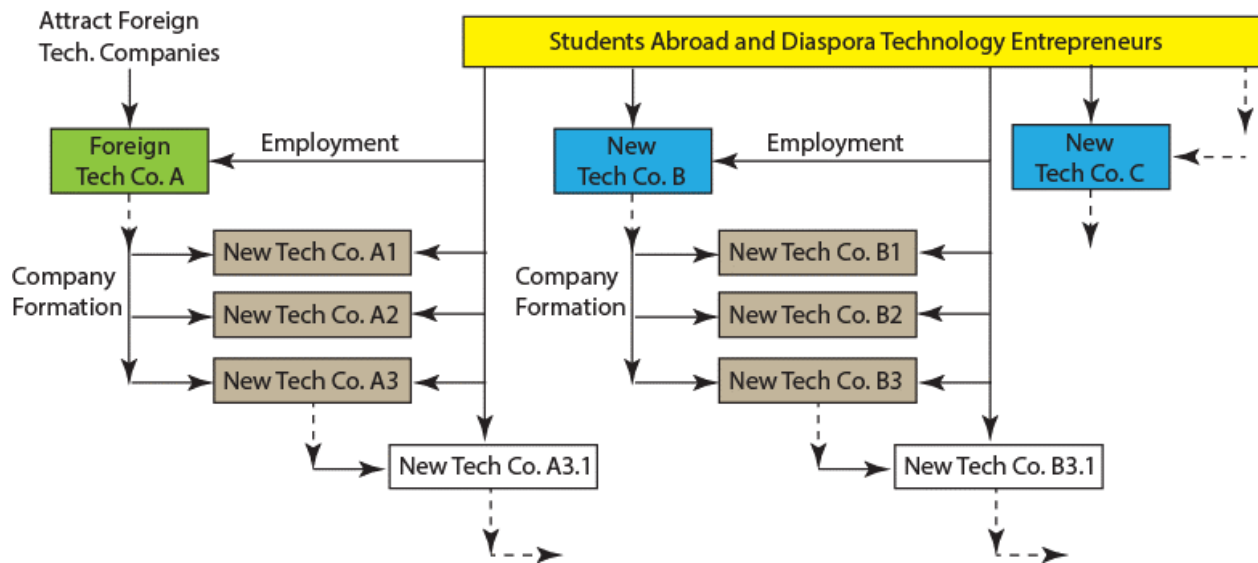 Attract Foreign
Tech. Companies
Students Abroad and Diaspora Technology Entrepreneurs
Foreign
Tech Co. A
Employment
New
Tech Co. B
Employment
New
Tech Co. C
Company
Formation
New Tech Co. A1
New Tech Co. A2
New Tech Co. A3
New Tech Co. A3.1
Company
Formation
New Tech Co. B1
New Tech Co. B2
New Tech Co. B3
New Tech Co. B3.1